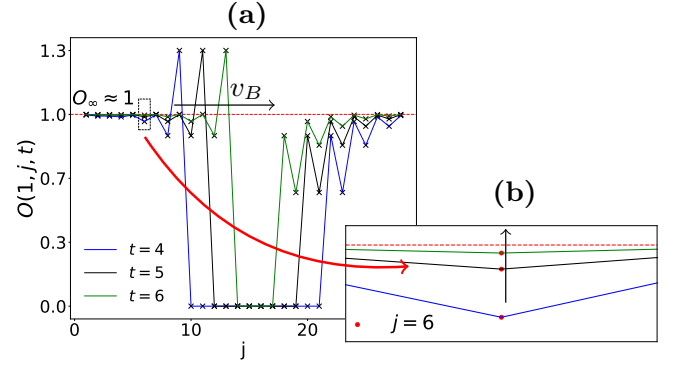 (a)
1.3
1.0
0.7
0.3
0.0
O(1, j, t)
O∞ ≈ 1
v_B
t = 4
t = 5
t = 6
0
10
20
j
(b)
j = 6